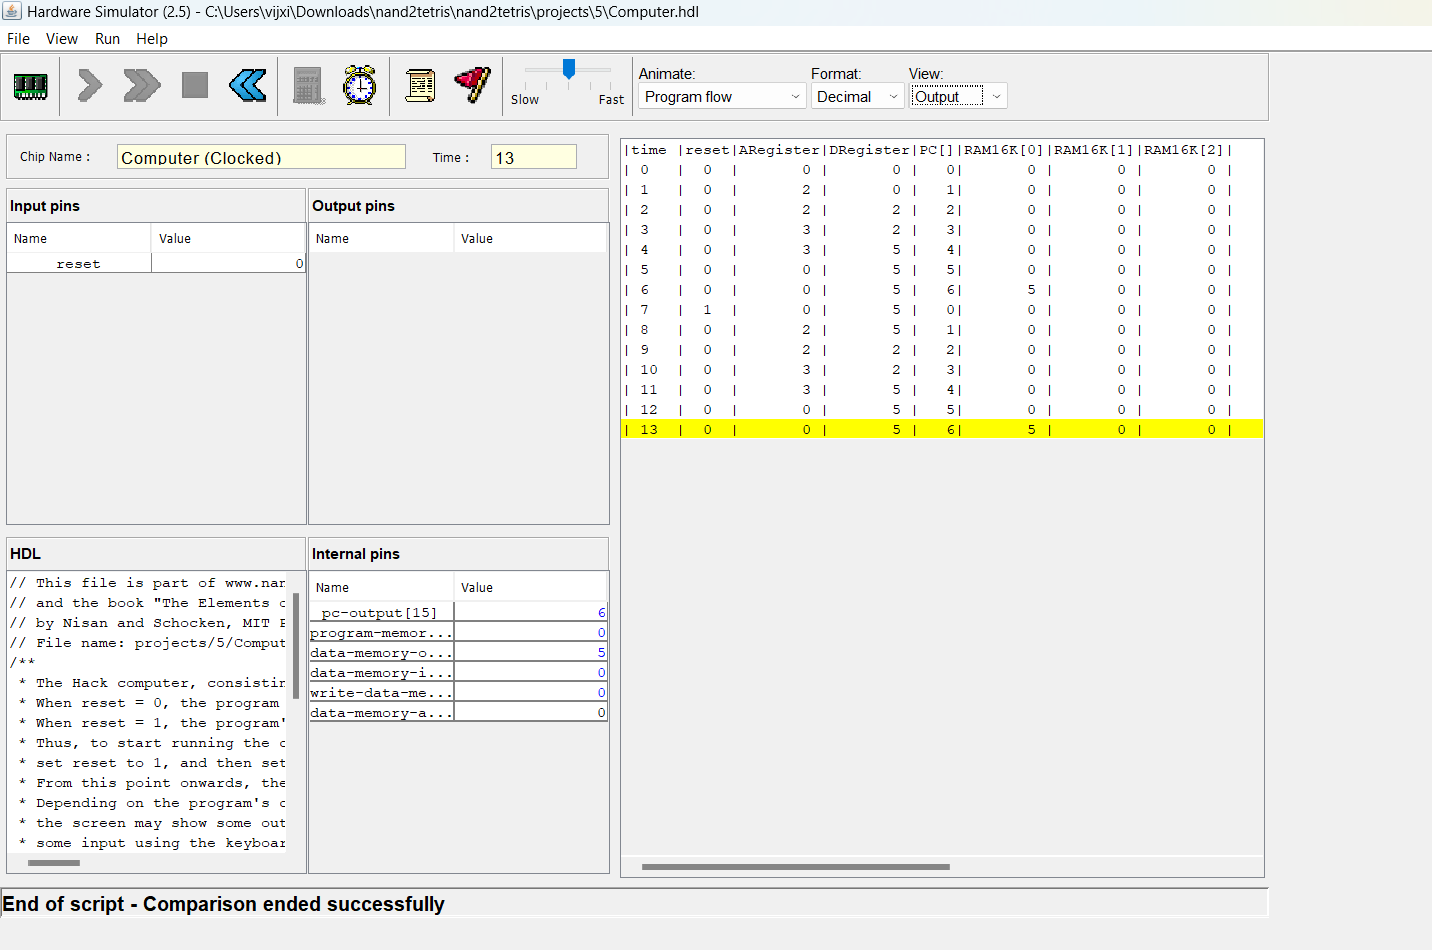 Hardware Simulator (2.5) - C:\Users\vijxi\Downloads\nand2tetris\nand2tetris\projects\5\Computer.hdl
File View Run Help
Slow Fast
Animate: Format: View:
Program flow Decimal Output
Chip Name : Computer (Clocked) Time : 13
Input pins
Name Value
reset 0
Output pins
Name Value
|time |reset|ARegister|DRegister|PC[]|RAM16K[0]|RAM16K[1]|RAM16K[2]|
| 0 | 0 | 0 | 0 | 0| 0 | 0 | 0 |
| 1 | 0 | 2 | 0 | 1| 0 | 0 | 0 |
| 2 | 0 | 2 | 2 | 2| 0 | 0 | 0 |
| 3 | 0 | 3 | 2 | 3| 0 | 0 | 0 |
| 4 | 0 | 3 | 5 | 4| 0 | 0 | 0 |
| 5 | 0 | 0 | 5 | 5| 0 | 0 | 0 |
| 6 | 0 | 0 | 5 | 6| 5 | 0 | 0 |
| 7 | 1 | 0 | 5 | 0| 0 | 0 | 0 |
| 8 | 0 | 2 | 5 | 1| 0 | 0 | 0 |
| 9 | 0 | 2 | 2 | 2| 0 | 0 | 0 |
| 10 | 0 | 3 | 2 | 3| 0 | 0 | 0 |
| 11 | 0 | 3 | 5 | 4| 0 | 0 | 0 |
| 12 | 0 | 0 | 5 | 5| 0 | 0 | 0 |
| 13 | 0 | 0 | 5 | 6| 5 | 0 | 0 |
HDL
// This file is part of www.nan
// and the book "The Elements o
// by Nisan and Schocken, MIT P
// File name: projects/5/Comput
/**
* The Hack computer, consistin
* When reset = 0, the program
* When reset = 1, the program'
* Thus, to start running the c
* set reset to 1, and then set
* From this point onwards, the
* Depending on the program's c
* the screen may show some out
* some input using the keyboar
Internal pins
Name Value
pc-output[15] 6
program-memor... 0
data-memory-o... 5
data-memory-i... 0
write-data-me... 0
data-memory-a... 0
End of script - Comparison ended successfully